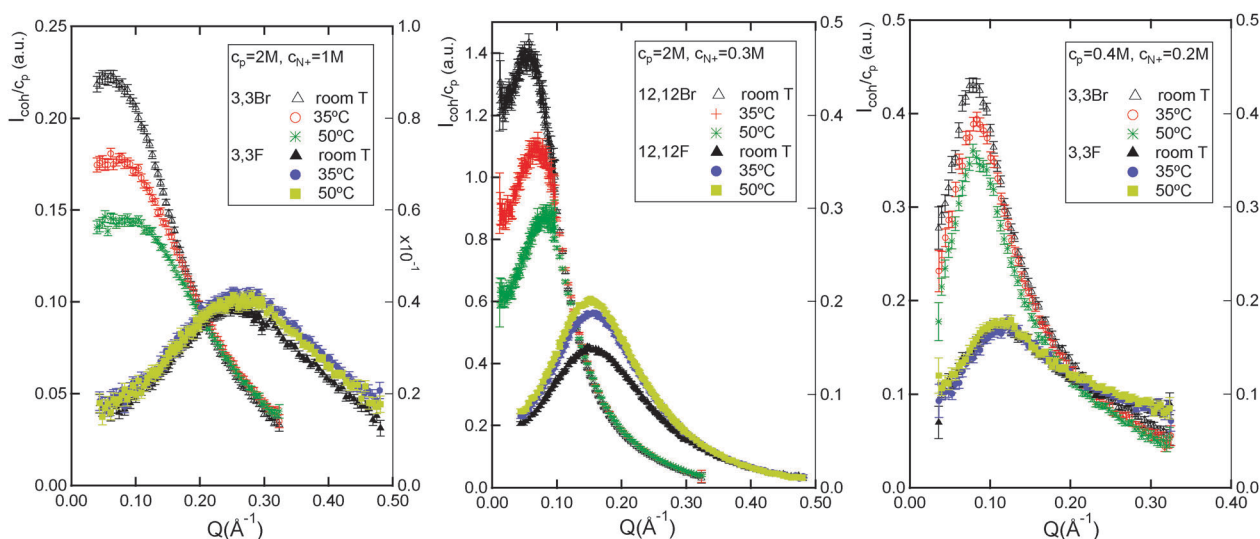 I_coh/c_p (a.u.)
0.25
0.20
0.15
0.10
0.05
0.00
c_p=2M, c_N+=1M
3,3Br △ room T
○ 35ºC
✳ 50ºC
3,3F ▲ room T
● 35ºC
■ 50ºC
1.0
0.8
0.6
0.4
0.2
0.0
x10⁻¹
0.00 0.10 0.20 0.30 0.40 0.50
Q(Å⁻¹)
I_coh/c_p (a.u.)
1.4
1.2
1.0
0.8
0.6
0.4
0.2
0.0
c_p=2M, c_N+=0.3M
12,12Br △ room T
+ 35ºC
✳ 50ºC
12,12F ▲ room T
● 35ºC
■ 50ºC
0.5
0.4
0.3
0.2
0.1
0.0
0.00 0.10 0.20 0.30 0.40 0.50
Q(Å⁻¹)
I_coh/c_p (a.u.)
0.5
0.4
0.3
0.2
0.1
0.0
c_p=0.4M, c_N+=0.2M
3,3Br △ room T
○ 35ºC
✳ 50ºC
3,3F ▲ room T
● 35ºC
■ 50ºC
0.5
0.4
0.3
0.2
0.1
0.0
0.00 0.10 0.20 0.30 0.40
Q(Å⁻¹)